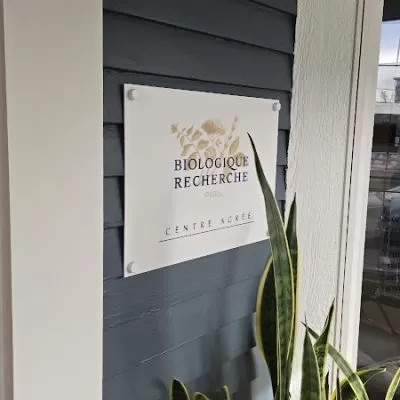 BIOLOGIQUE
RECHERCHE
PARIS
CENTRE AGRÉÉ